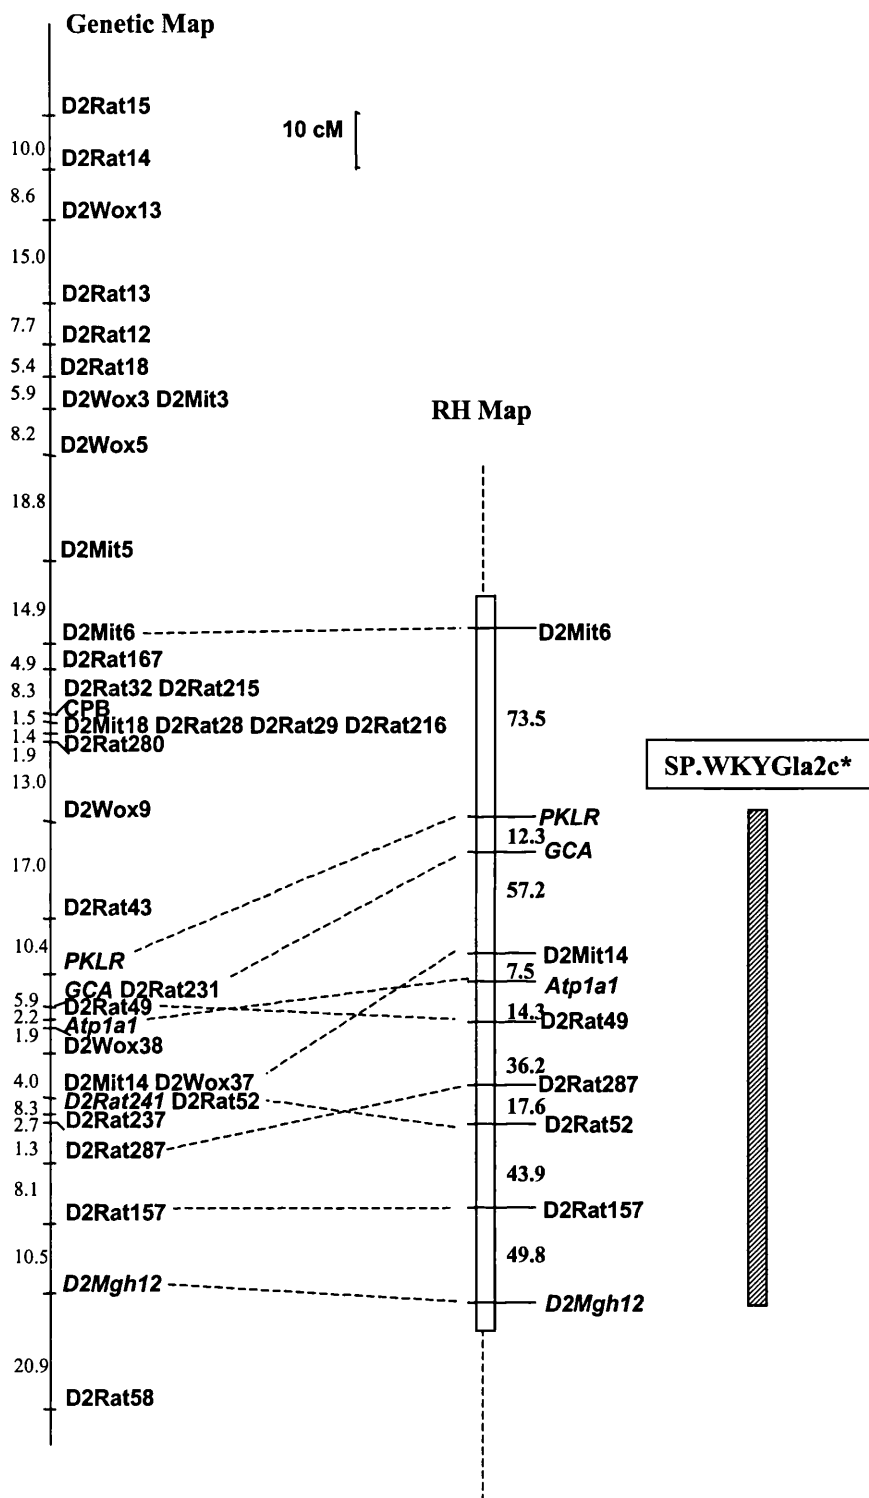 Genetic Map
D2Rat15
10 cM
10.0
D2Rat14
8.6
D2Wox13
15.0
D2Rat13
7.7
D2Rat12
5.4
D2Rat18
5.9
D2Wox3 D2Mit3
RH Map
8.2
D2Wox5
18.8
D2Mit5
14.9
D2Mit6
D2Mit6
4.9
D2Rat167
8.3
D2Rat32 D2Rat215
CPB
1.5
D2Mit18 D2Rat28 D2Rat29 D2Rat216
73.5
1.4
D2Rat280
1.9
SP.WKYGla2c*
13.0
D2Wox9
PKLR
12.3
GCA
17.0
57.2
D2Rat43
10.4
PKLR
D2Mit14
7.5
GCA D2Rat231
Atp1a1
5.9
D2Rat49
14.3
2.2
Atp1a1
D2Rat49
1.9
D2Wox38
36.2
4.0
D2Mit14 D2Wox37
D2Rat287
8.3
D2Rat241 D2Rat52
17.6
2.7
D2Rat237
D2Rat52
1.3
D2Rat287
43.9
8.1
D2Rat157
D2Rat157
10.5
49.8
D2Mgh12
D2Mgh12
20.9
D2Rat58